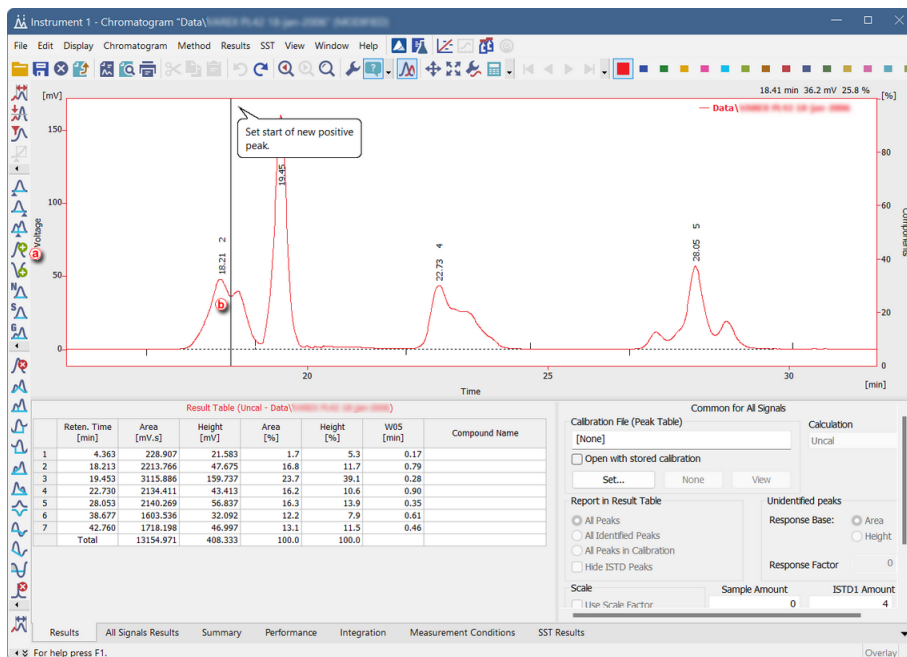 Instrument 1 - Chromatogram "Data\
File Edit Display Chromatogram Method Results SST View Window Help
18.41 min 36.2 mV 25.8 %
[mV]
[%]
Data\
Set start of new positive
peak.
150
100
50
0
Voltage
80
60
40
20
0
a
b
18.21 2
19.45
22.73 4
28.05 5
20 25 30
Time
[min]
Result Table (Uncal - Data\
Reten. Time [min] Area [mV.s] Height [mV] Area [%] Height [%] W05 [min] Compound Name
1 4.363 228.907 21.583 1.7 5.3 0.17
2 18.213 2213.766 47.675 16.8 11.7 0.79
3 19.453 3115.886 159.737 23.7 39.1 0.28
4 22.730 2134.411 43.413 16.2 10.6 0.90
5 28.053 2140.269 56.837 16.3 13.9 0.35
6 38.677 1603.536 32.092 12.2 7.9 0.61
7 42.760 1718.198 46.997 13.1 11.5 0.46
Total 13154.971 408.333 100.0 100.0
Common for All Signals
Calibration File (Peak Table)
[None]
Open with stored calibration
Set... None View
Calculation
Uncal
Report in Result Table
All Peaks
All Identified Peaks
All Peaks in Calibration
Hide ISTD Peaks
Unidentified peaks
Response Base: Area
Height
Response Factor 0
Scale
Use Scale Factor
Sample Amount
0
ISTD1 Amount
4
Results All Signals Results Summary Performance Integration Measurement Conditions SST Results
For help press F1.
Overlay